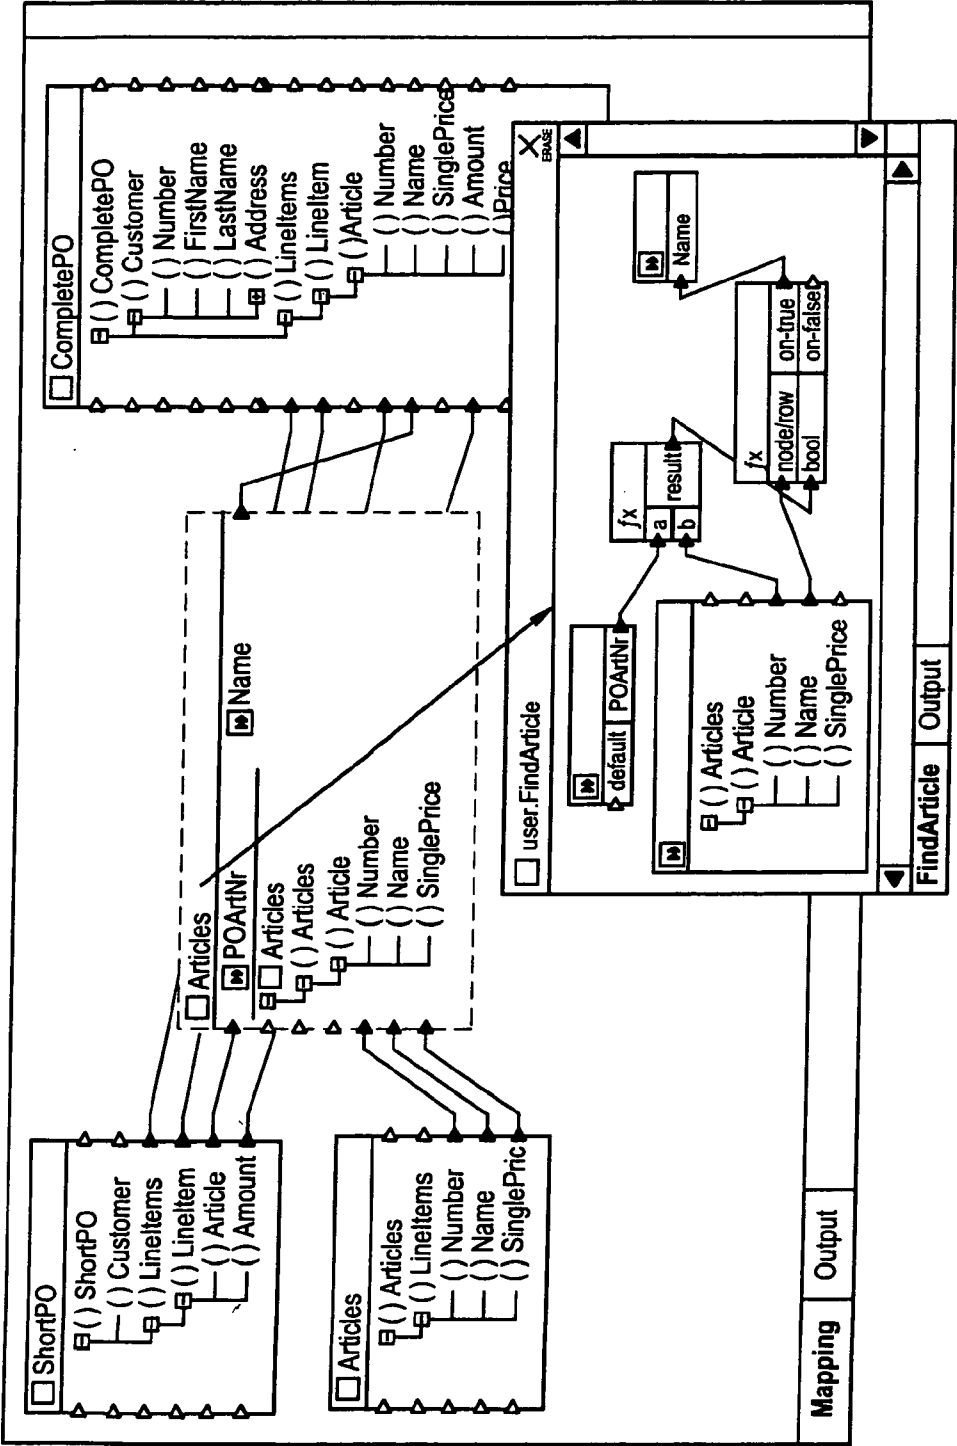 ShortPO
( ) ShortPO
( ) Customer
( ) LineItems
( ) LineItem
( ) Article
( ) Amount
Articles
( ) Articles
( ) LineItems
( ) Number
( ) Name
( ) SinglePric
Articles
POArtNr
Name
Articles
( ) Articles
( ) Article
( ) Number
( ) Name
( ) SinglePrice
CompletePO
( ) CompletePO
( ) Customer
( ) Number
( ) FirstName
( ) LastName
( ) Address
( ) LineItems
( ) LineItem
( )Article
( ) Number
( ) Name
( ) SinglePrice
( ) Amount
( )Price
user.FindArticle
ERASE
default POArtNr
( ) Articles
( ) Article
( ) Number
( ) Name
( ) SinglePrice
fx
a
result
b
fx
node/row on-true
bool on-false
Name
FindArticle Output
Mapping Output